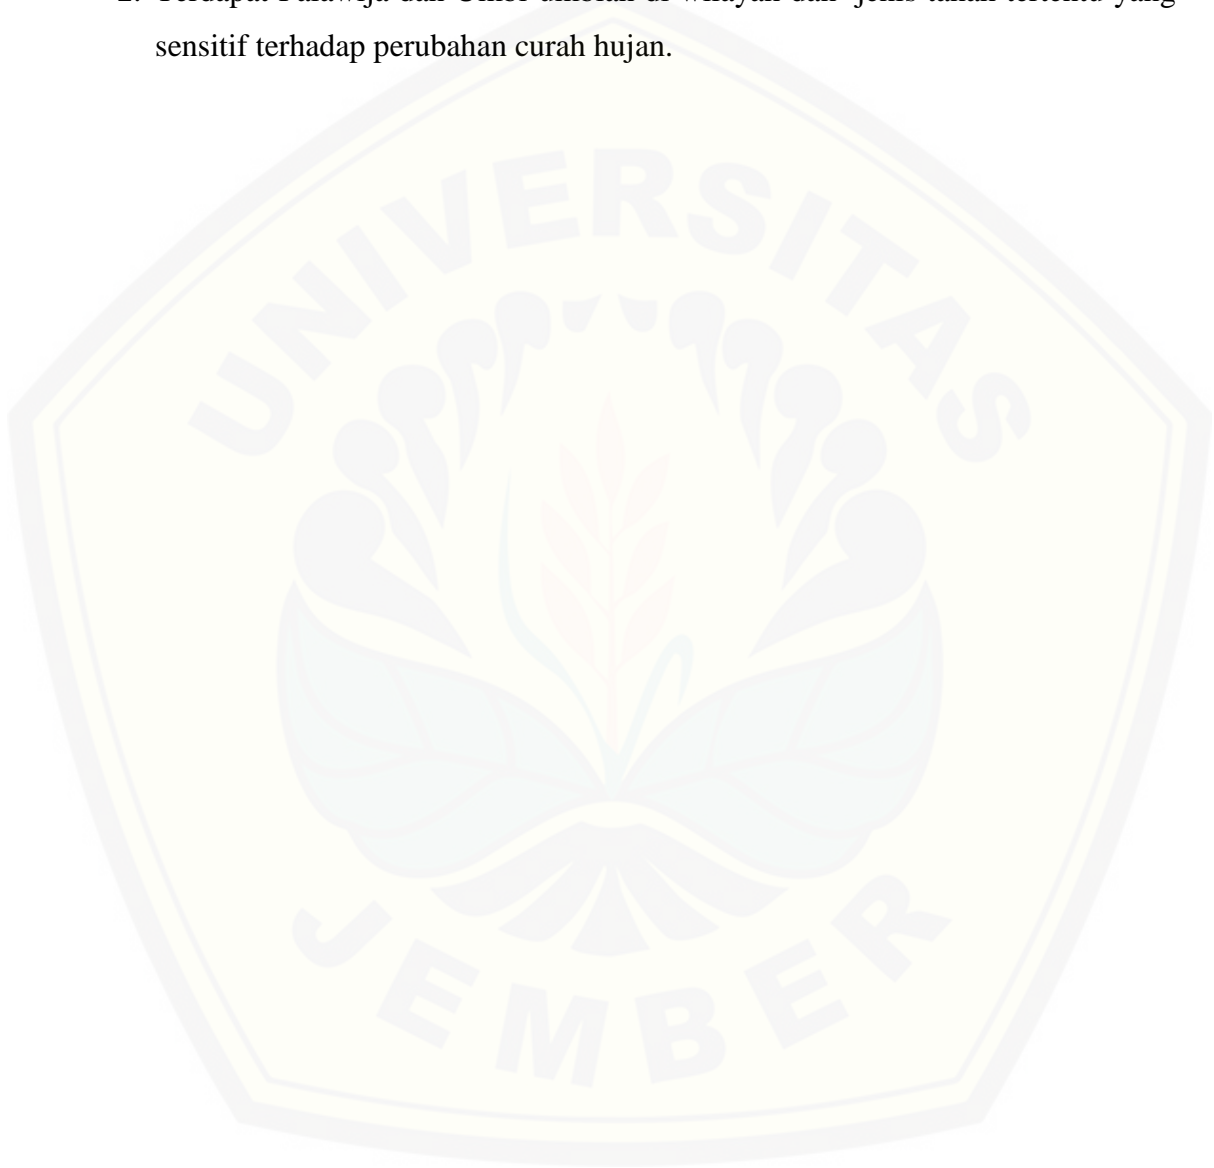 2. Terdapat Palawija dan Umbi-umbian di wilayah dan jenis tanah tertentu yang
sensitif terhadap perubahan curah hujan.
UNIVERSITAS
JEMBER